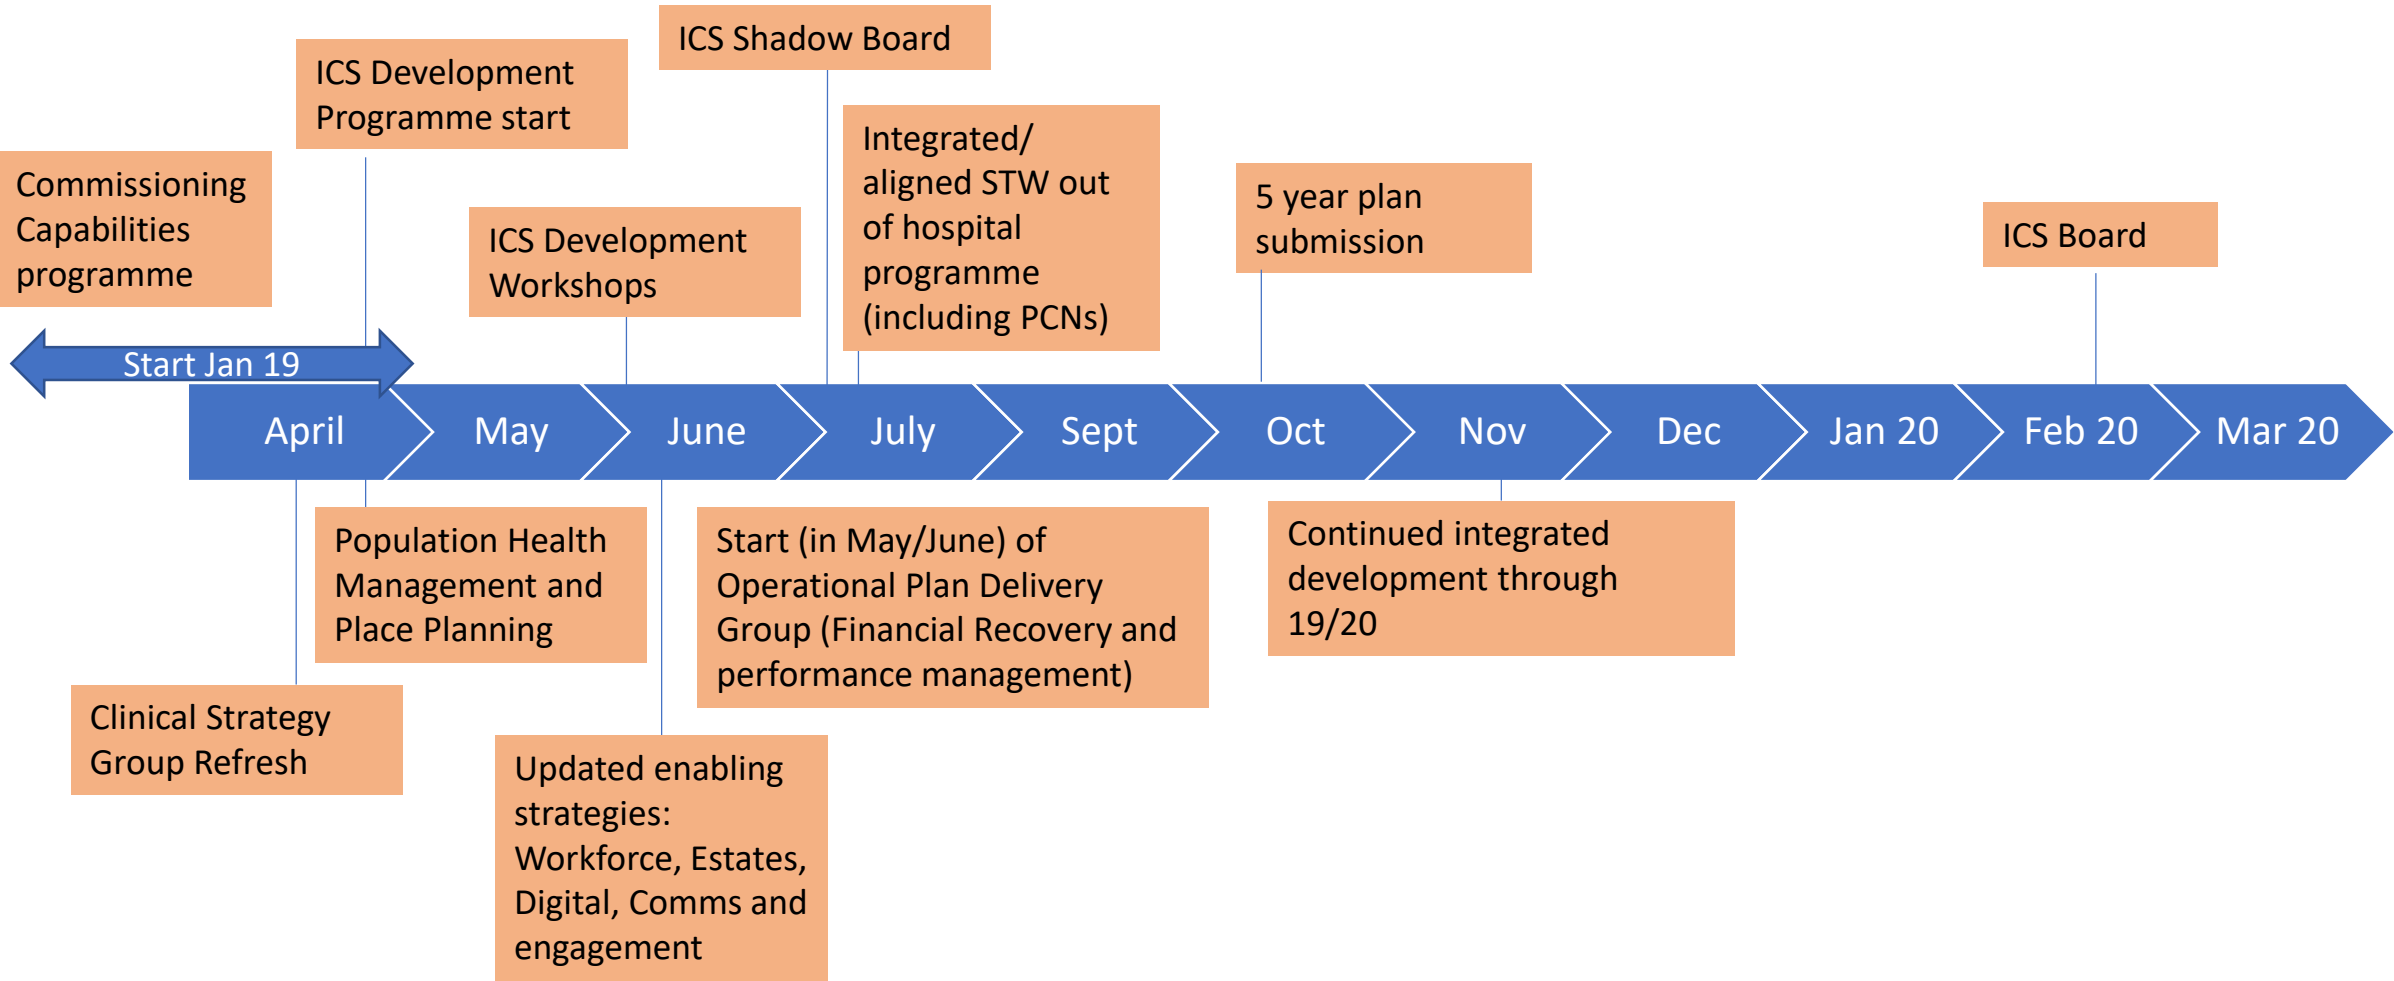 ICS Shadow Board
ICS Development
Programme start
Integrated/
aligned STW out
of hospital
programme
(including PCNs)
Commissioning
Capabilities
programme
5 year plan
submission
ICS Development
Workshops
ICS Board
Start Jan 19
April
May
June
July
Sept
Oct
Nov
Dec
Jan 20
Feb 20
Mar 20
Population Health
Management and
Place Planning
Start (in May/June) of
Operational Plan Delivery
Group (Financial Recovery and
performance management)
Continued integrated
development through
19/20
Clinical Strategy
Group Refresh
Updated enabling
strategies:
Workforce, Estates,
Digital, Comms and
engagement